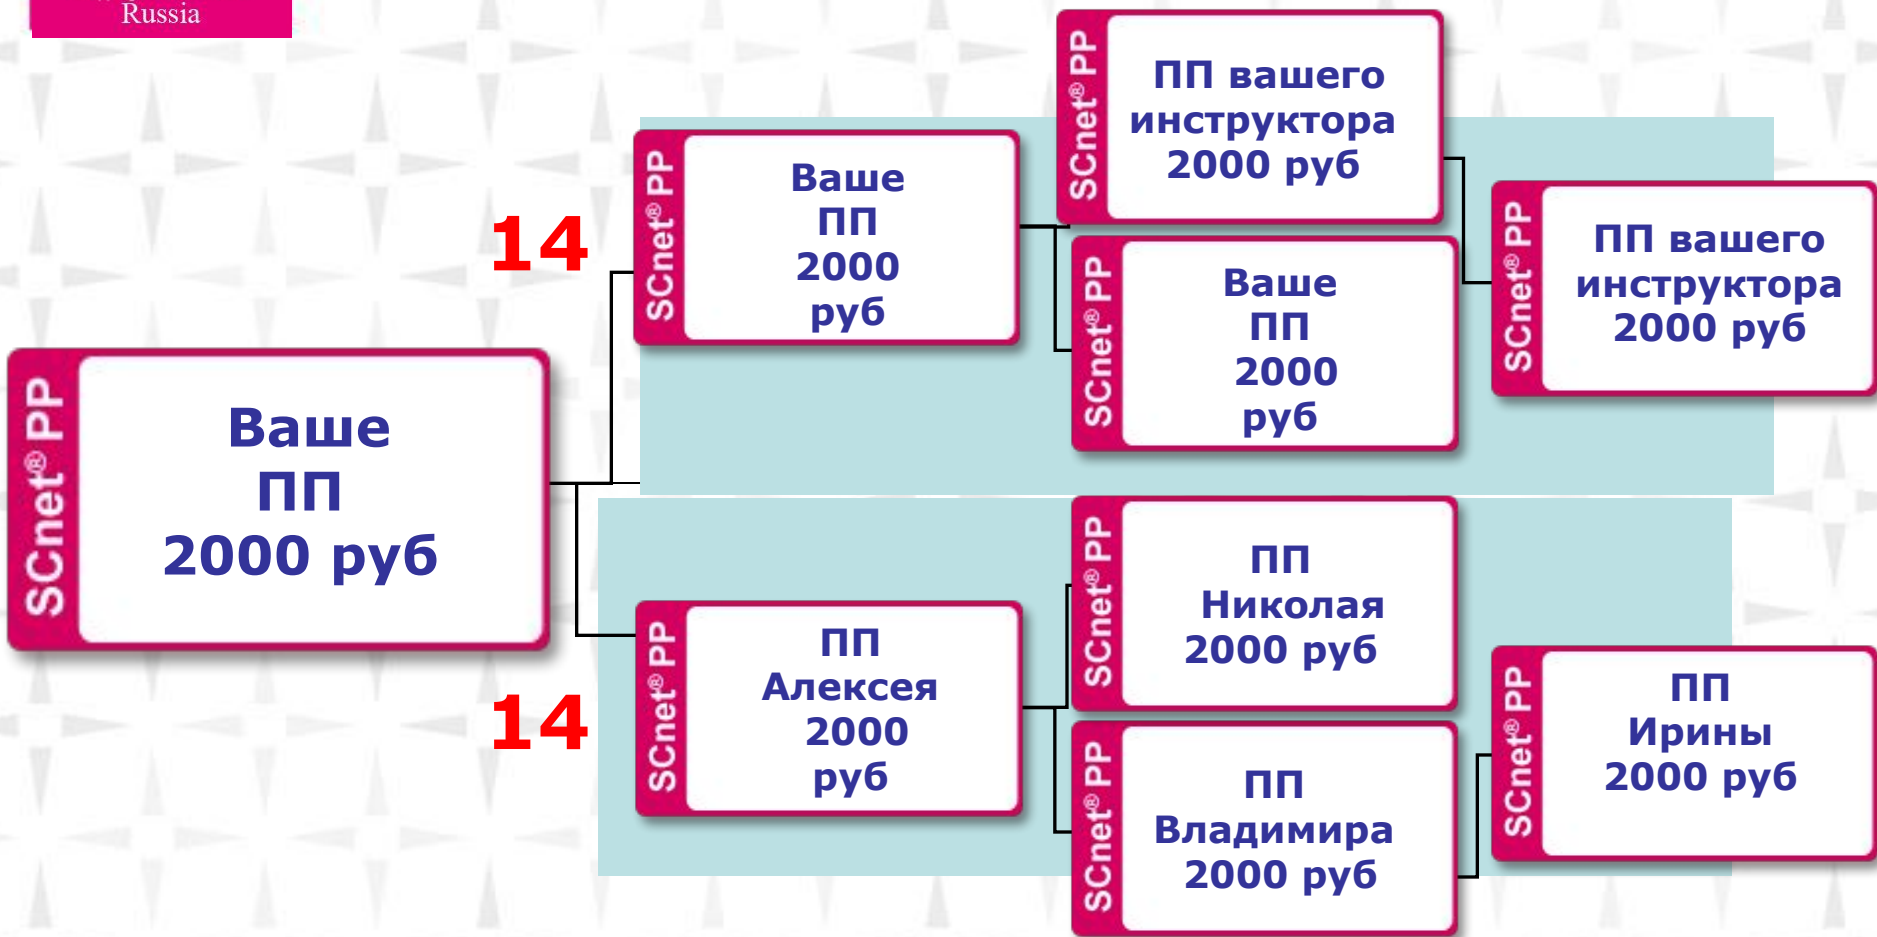 Russia
SCnet® PP
ПП вашего
инструктора
2000 руб
SCnet® PP
Ваше
ПП
2000
руб
14
SCnet® PP
ПП вашего
инструктора
2000 руб
SCnet® PP
Ваше
ПП
2000
руб
SCnet® PP
Ваше
ПП
2000 руб
SCnet® PP
ПП
Николая
2000 руб
SCnet® PP
ПП
Алексея
2000
руб
14
SCnet® PP
ПП
Ирины
2000 руб
SCnet® PP
ПП
Владимира
2000 руб